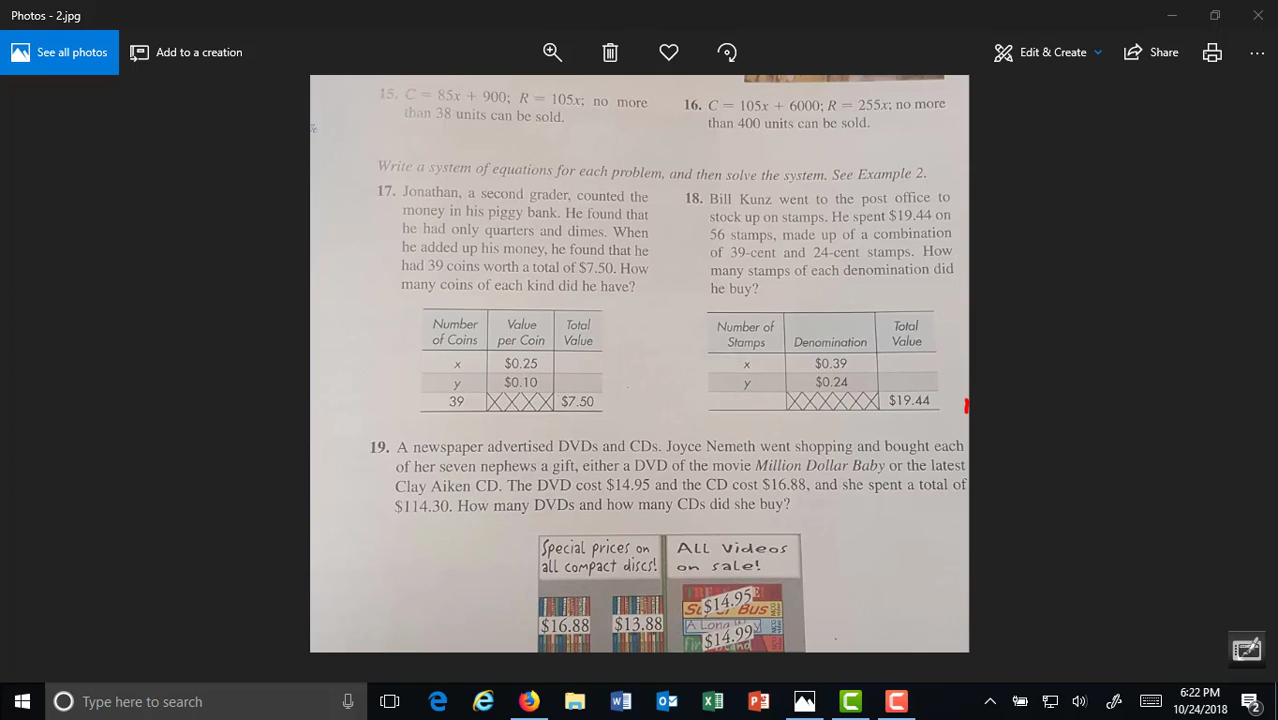 Photos - 2.jpg
See all photos
Add to a creation
Edit & Create
Share
15. C = 85x + 900; R = 105x; no more
than 38 units can be sold.
16. C = 105x + 6000; R = 255x; no more
than 400 units can be sold.
Write a system of equations for each problem, and then solve the system. See Example 2.
17. Jonathan, a second grader, counted the
money in his piggy bank. He found that
he had only quarters and dimes. When
he added up his money, he found that he
had 39 coins worth a total of $7.50. How
many coins of each kind did he have?
Number Value Total
of Coins per Coin Value
x $0.25
y $0.10
39 $7.50
18. Bill Kunz went to the post office to
stock up on stamps. He spent $19.44 on
56 stamps, made up of a combination
of 39-cent and 24-cent stamps. How
many stamps of each denomination did
he buy?
Number of Total
Stamps Denomination Value
x $0.39
y $0.24
$19.44
19. A newspaper advertised DVDs and CDs. Joyce Nemeth went shopping and bought each
of her seven nephews a gift, either a DVD of the movie Million Dollar Baby or the latest
Clay Aiken CD. The DVD cost $14.95 and the CD cost $16.88, and she spent a total of
$114.30. How many DVDs and how many CDs did she buy?
Special prices on
all compact discs!
$16.88 $13.88
ALL Videos
on sale!
$14.95
Bus
A Long
$14.99
Type here to search
6:22 PM
10/24/2018
2